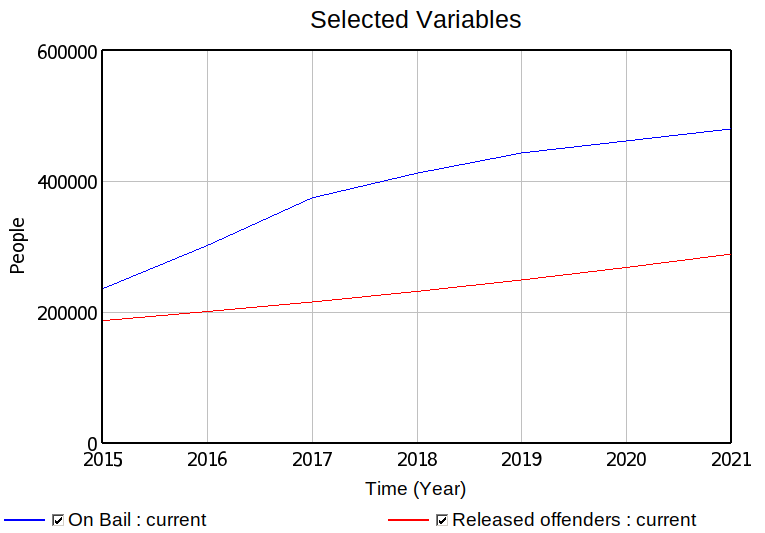 Selected Variables
600000
400000
200000
0
People
2015 2016 2017 2018 2019 2020 2021
Time (Year)
On Bail : current Released offenders : current